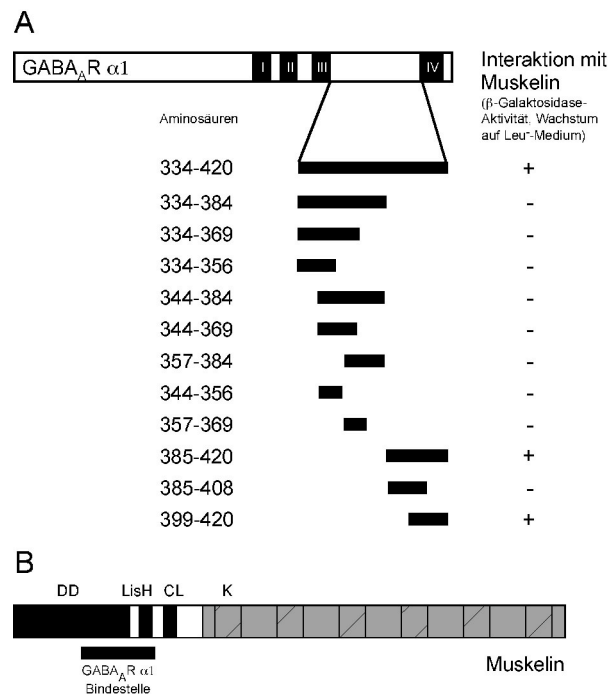 A
GABA_AR α1
I II III IV
Interaktion mit
Muskelin
(β-Galaktosidase-
Aktivität, Wachstum
auf Leu⁻-Medium)
Aminosäuren
334-420 +
334-384 -
334-369 -
334-356 -
344-384 -
344-369 -
357-384 -
344-356 -
357-369 -
385-420 +
385-408 -
399-420 +
B
DD LisH CL K
GABA_AR α1
Bindestelle
Muskelin